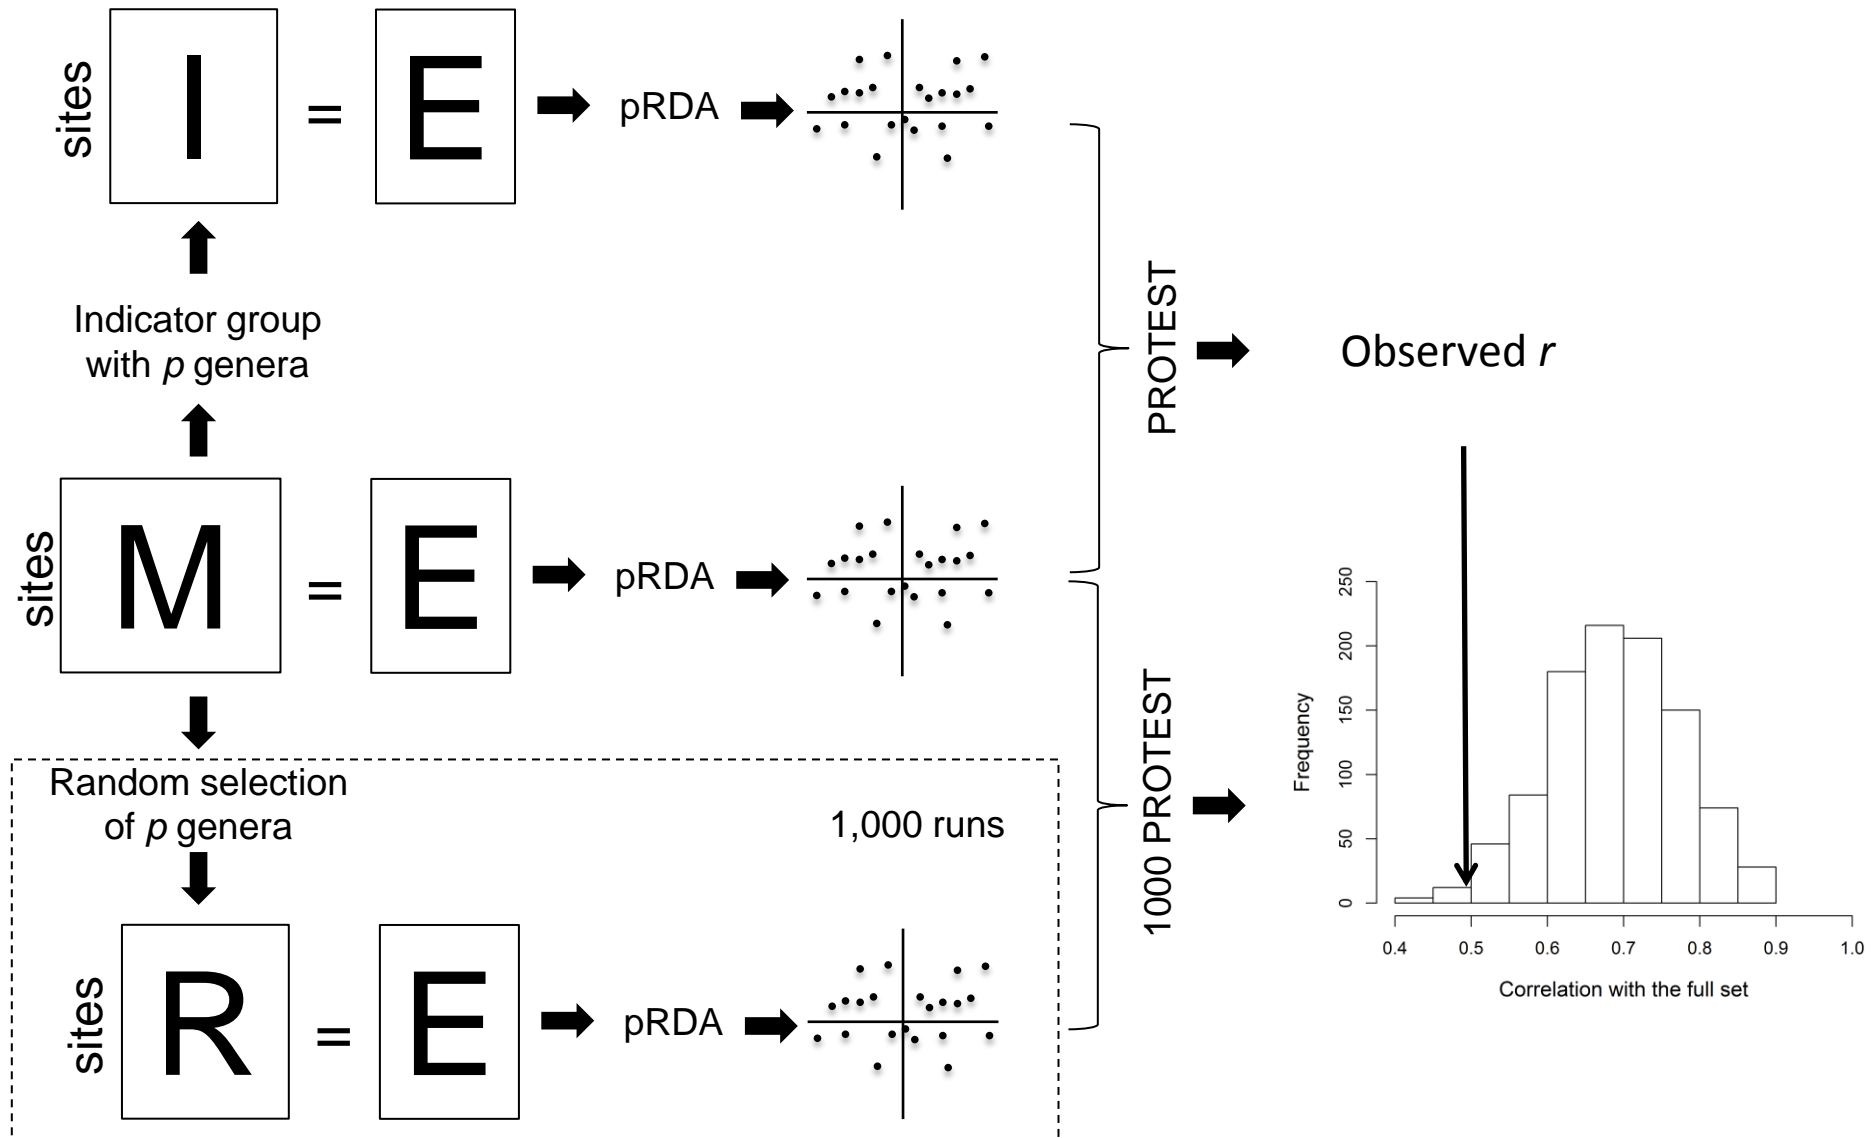 sites
I
=
E
pRDA
Indicator group
with p genera
PROTEST
Observed r
sites
M
=
E
pRDA
Random selection
of p genera
1,000 runs
1000 PROTEST
sites
R
=
E
pRDA
Frequency
250
200
150
100
50
0
0.4 0.5 0.6 0.7 0.8 0.9 1.0
Correlation with the full set